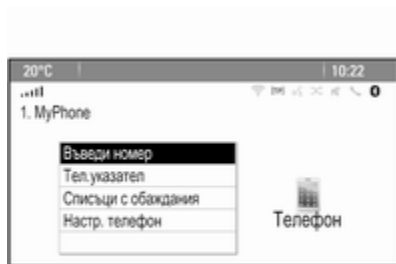 20°C 10:22
1. MyPhone
Въведи номер
Тел.указател
Списъци с обаждания
Настр. телефон
Телефон